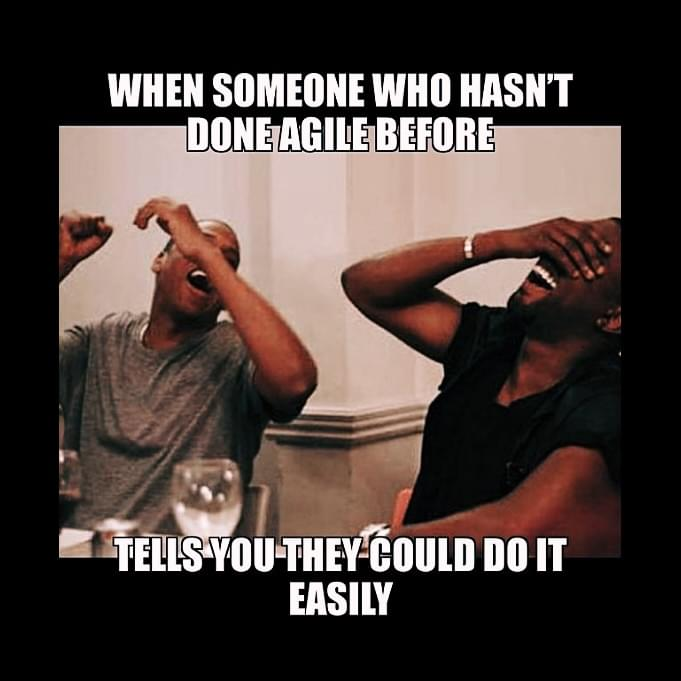 WHEN SOMEONE WHO HASN'T
DONE AGILE BEFORE
TELLS YOU THEY COULD DO IT
EASILY